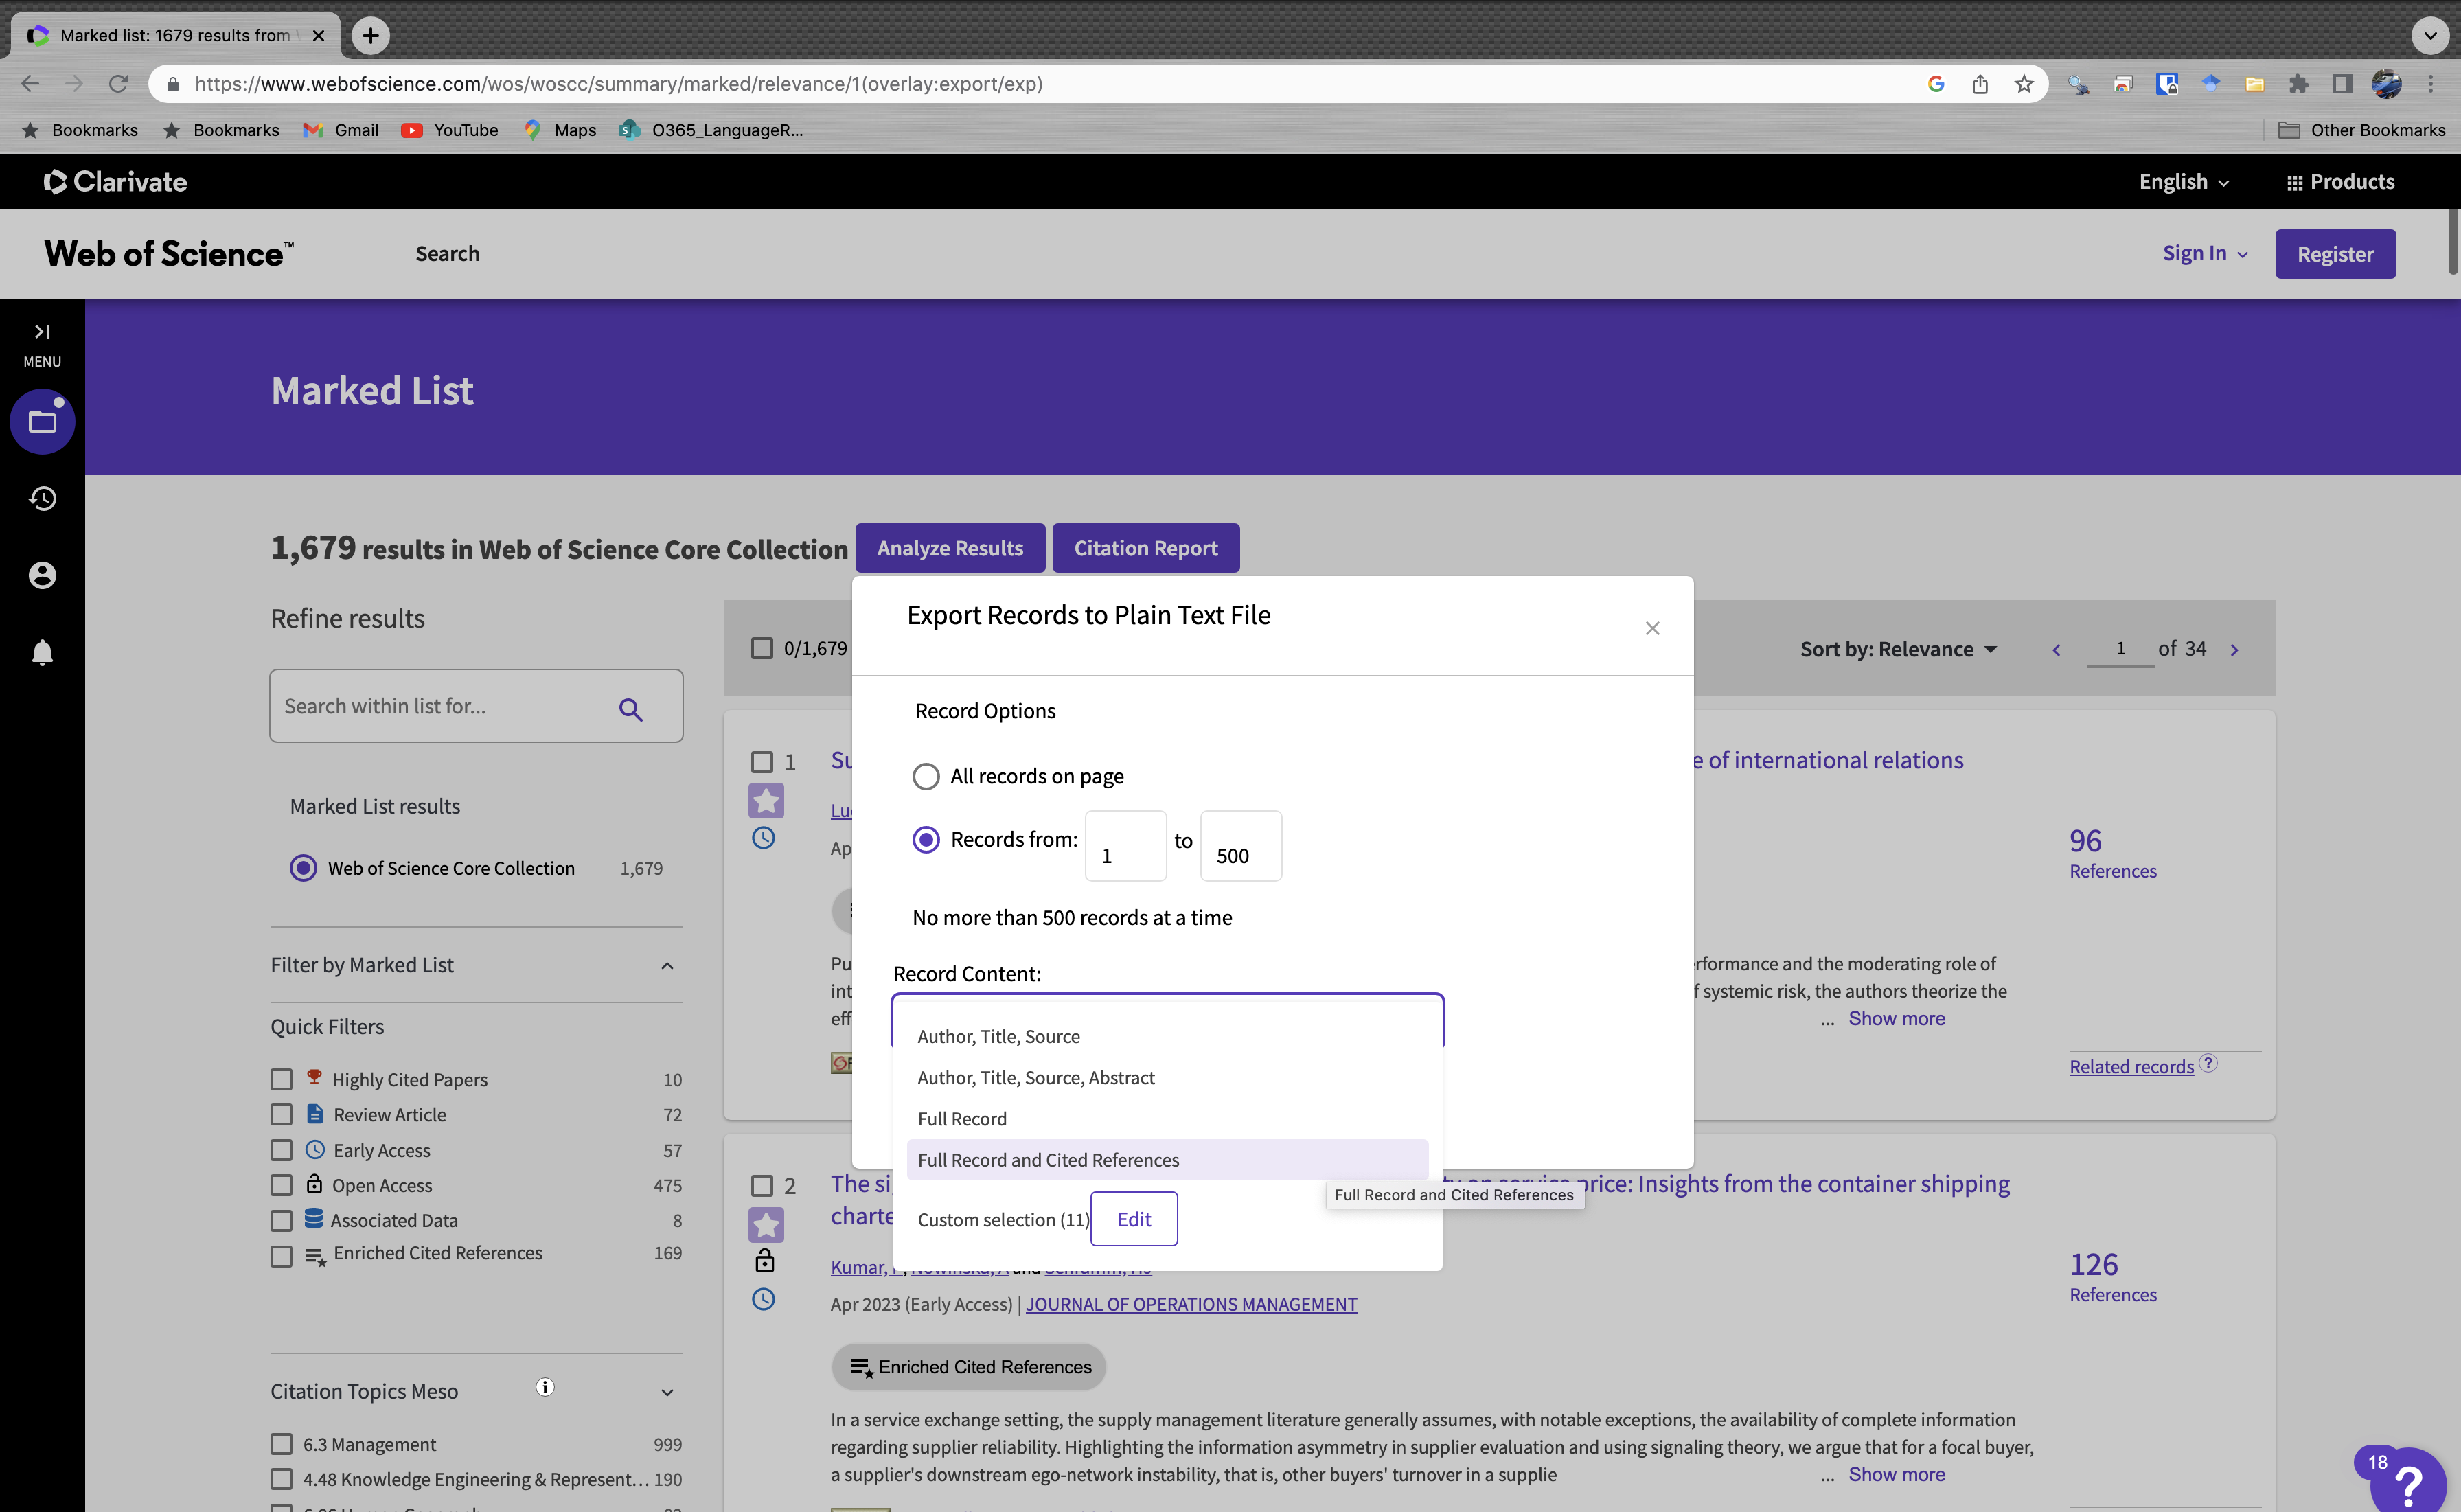 Marked list: 1679 results from
https://www.webofscience.com/wos/woscc/summary/marked/relevance/1(overlay:export/exp)
Bookmarks
Bookmarks
Gmail
YouTube
Maps
O365_LanguageR...
Other Bookmarks
Clarivate
English
Products
Web of Science™
Search
Sign In
Register
MENU
Marked List
1,679 results in Web of Science Core Collection
Analyze Results
Citation Report
Refine results
Search within list for...
Marked List results
Web of Science Core Collection 1,679
Filter by Marked List
Quick Filters
Highly Cited Papers 10
Review Article 72
Early Access 57
Open Access 475
Associated Data 8
Enriched Cited References 169
Citation Topics Meso
6.3 Management 999
4.48 Knowledge Engineering & Represent... 190
0/1,679
Sort by: Relevance
1 of 34
Export Records to Plain Text File
Record Options
All records on page
Records from: 1 to 500
No more than 500 records at a time
Record Content:
Author, Title, Source
Author, Title, Source, Abstract
Full Record
Full Record and Cited References
Full Record and Cited References
Custom selection (11) Edit
1
e of international relations
Ap
96
References
rformance and the moderating role of
f systemic risk, the authors theorize the
... Show more
Related records ?
2
The si
price: Insights from the container shipping
charte
Kumar,
Apr 2023 (Early Access) | JOURNAL OF OPERATIONS MANAGEMENT
126
References
Enriched Cited References
In a service exchange setting, the supply management literature generally assumes, with notable exceptions, the availability of complete information
regarding supplier reliability. Highlighting the information asymmetry in supplier evaluation and using signaling theory, we argue that for a focal buyer,
a supplier's downstream ego-network instability, that is, other buyers' turnover in a supplie
... Show more
18
?